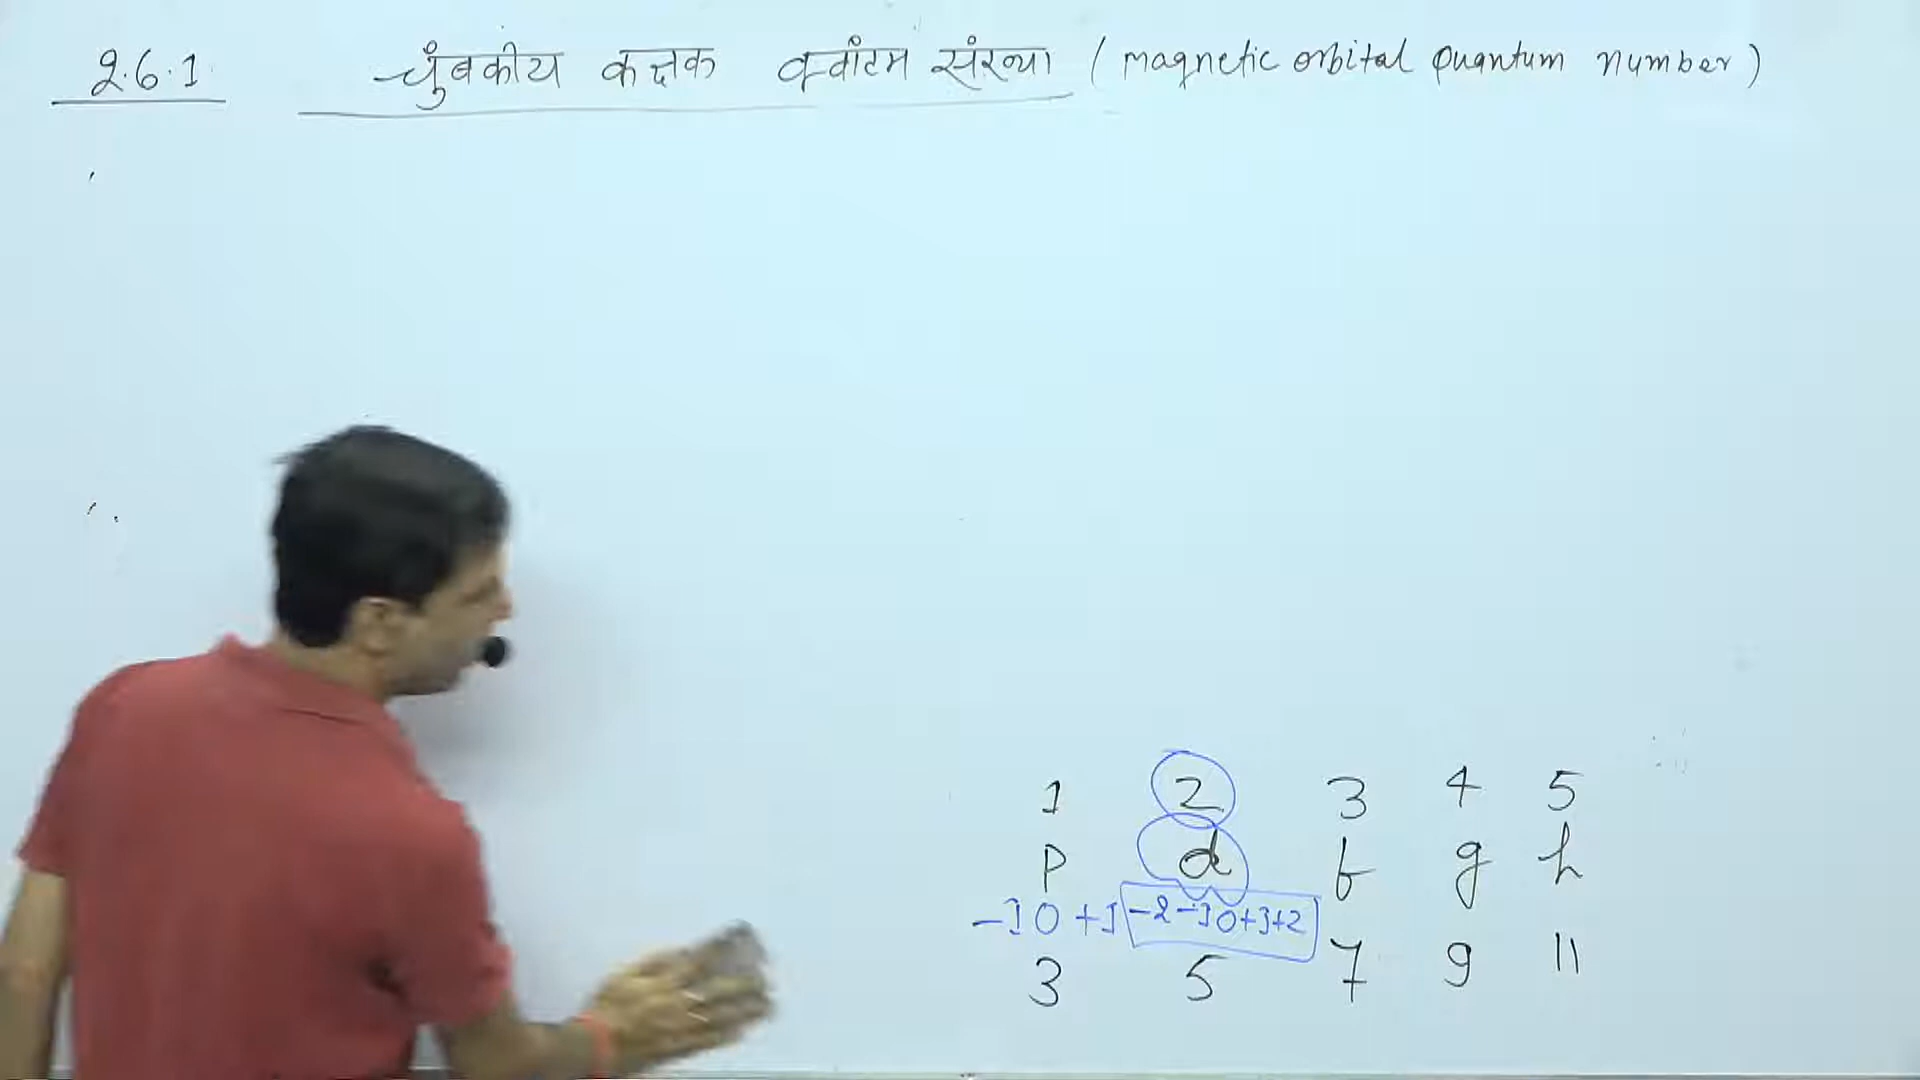 2.6.1 चुंबकीय कक्षक क्वांटम संख्या (magnetic orbital quantum number)
1 2 3 4 5
p d f g h
-1 0 +1 -2 -1 0 +1 +2
3 5 7 9 11